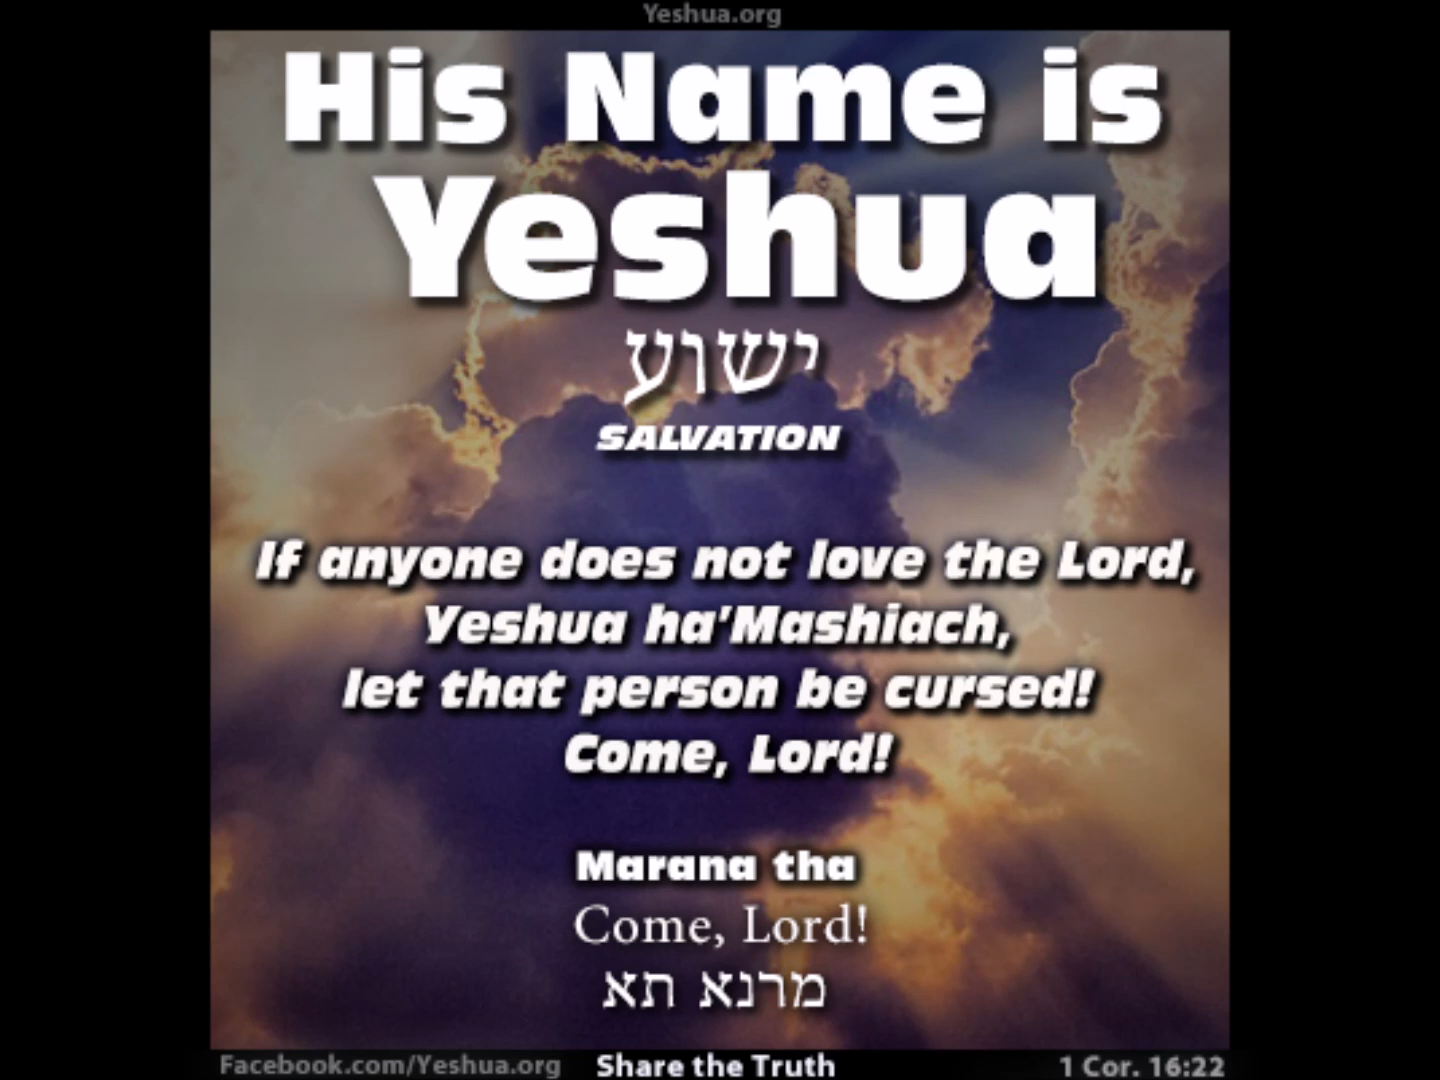 Yeshua.org
His Name is
Yeshua
ישוע
SALVATION
If anyone does not love the Lord,
Yeshua ha'Mashiach,
let that person be cursed!
Come, Lord!
Marana tha
Come, Lord!
מרנא תא
Facebook.com/Yeshua.org Share the Truth 1 Cor. 16:22